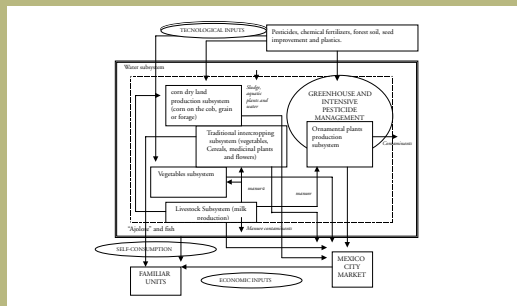 TECNOLOGICAL INPUTS
Pesticides, chemical fertilizers, forest soil, seed
improvement and plastics.
Water subsystem
Sludge,
aquatic
plants and
water
corn dry land
production subsystem
(corn on the cob, grain
or forage)
GREENHOUSE AND
INTENSIVE
PESTICIDE
MANAGEMENT
Traditional intercropping
subsystem (vegetables,
Cereals, medicinal plants
and flowers)
Ornamental plants
production
subsystem
Contaminants
Vegetables subsystem
manure
manure
Livestock Subsystem (milk
production)
"Ajolote" and fish
Manure contaminants
SELF-CONSUMPTION
FAMILIAR
UNITS
ECONOMIC INPUTS
MEXICO
CITY
MARKET